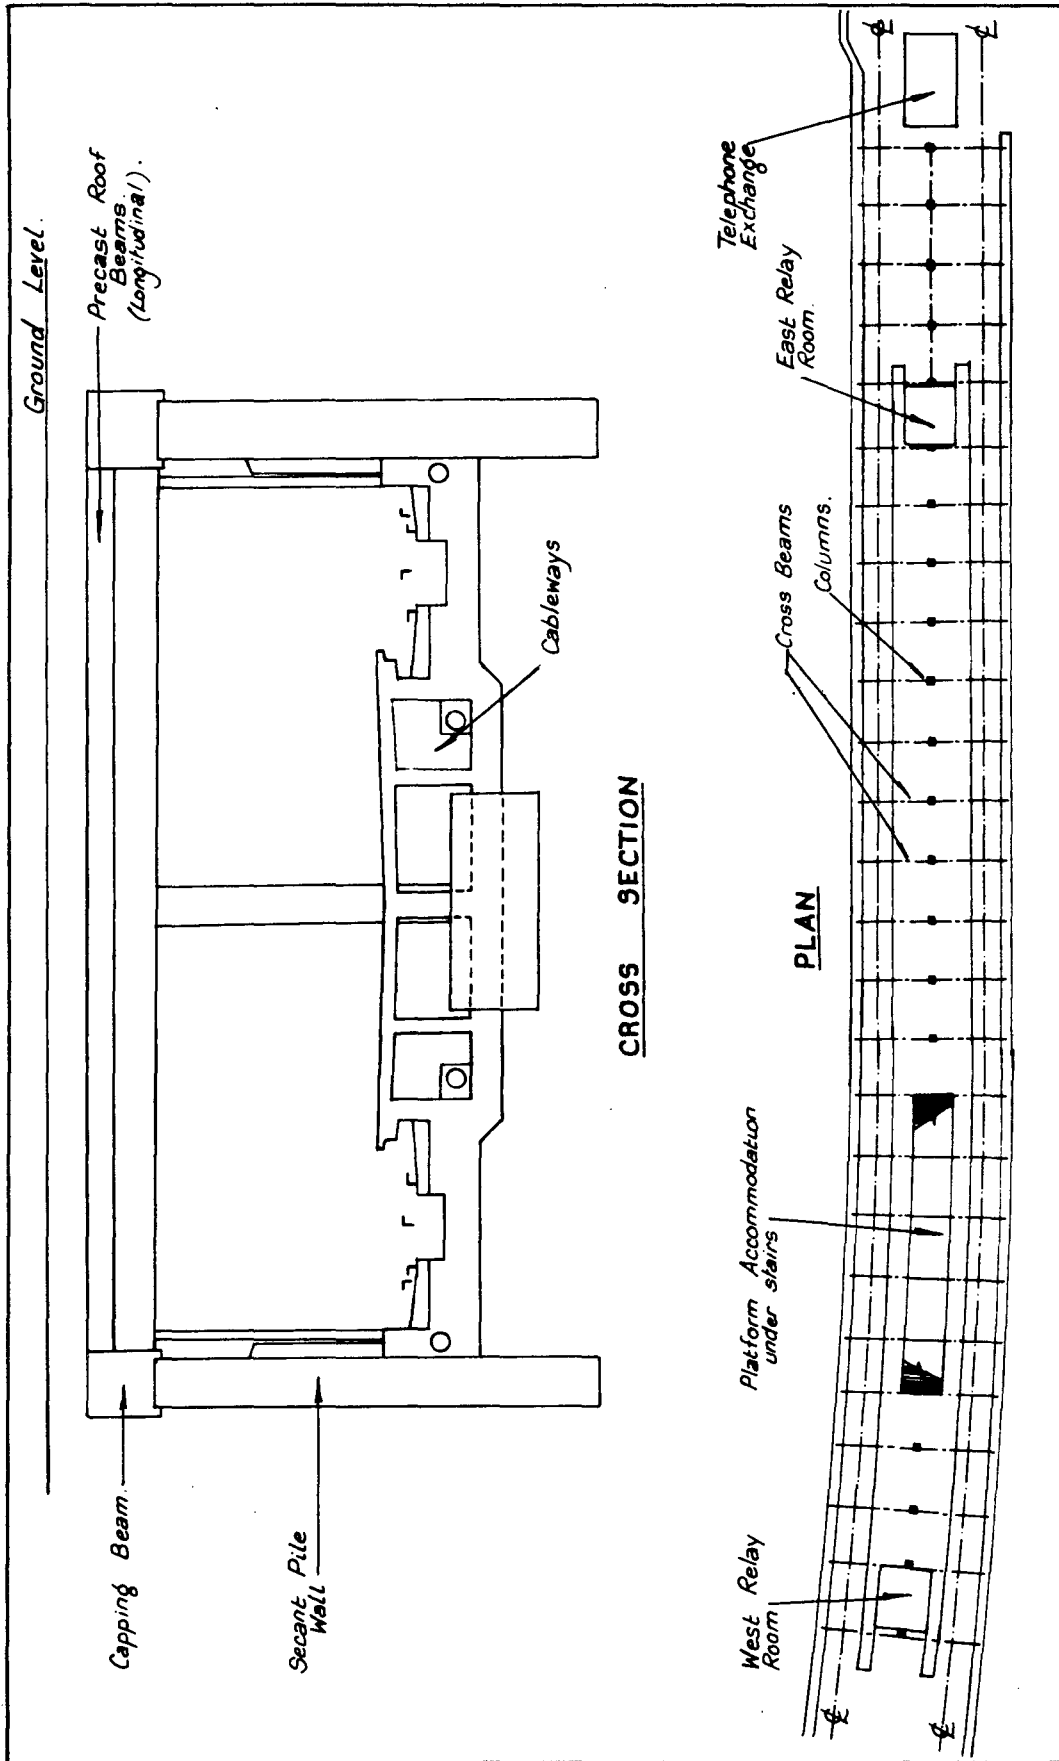 Ground Level.
Precast Roof
Beams.
(Longitudinal).
Capping Beam.
Secant Pile
Wall
Cableways
CROSS SECTION
PLAN
West Relay
Room
Platform Accommodation
under stairs
Cross Beams
Columns.
East Relay
Room.
Telephone
Exchange
℄
℄
℄
℄